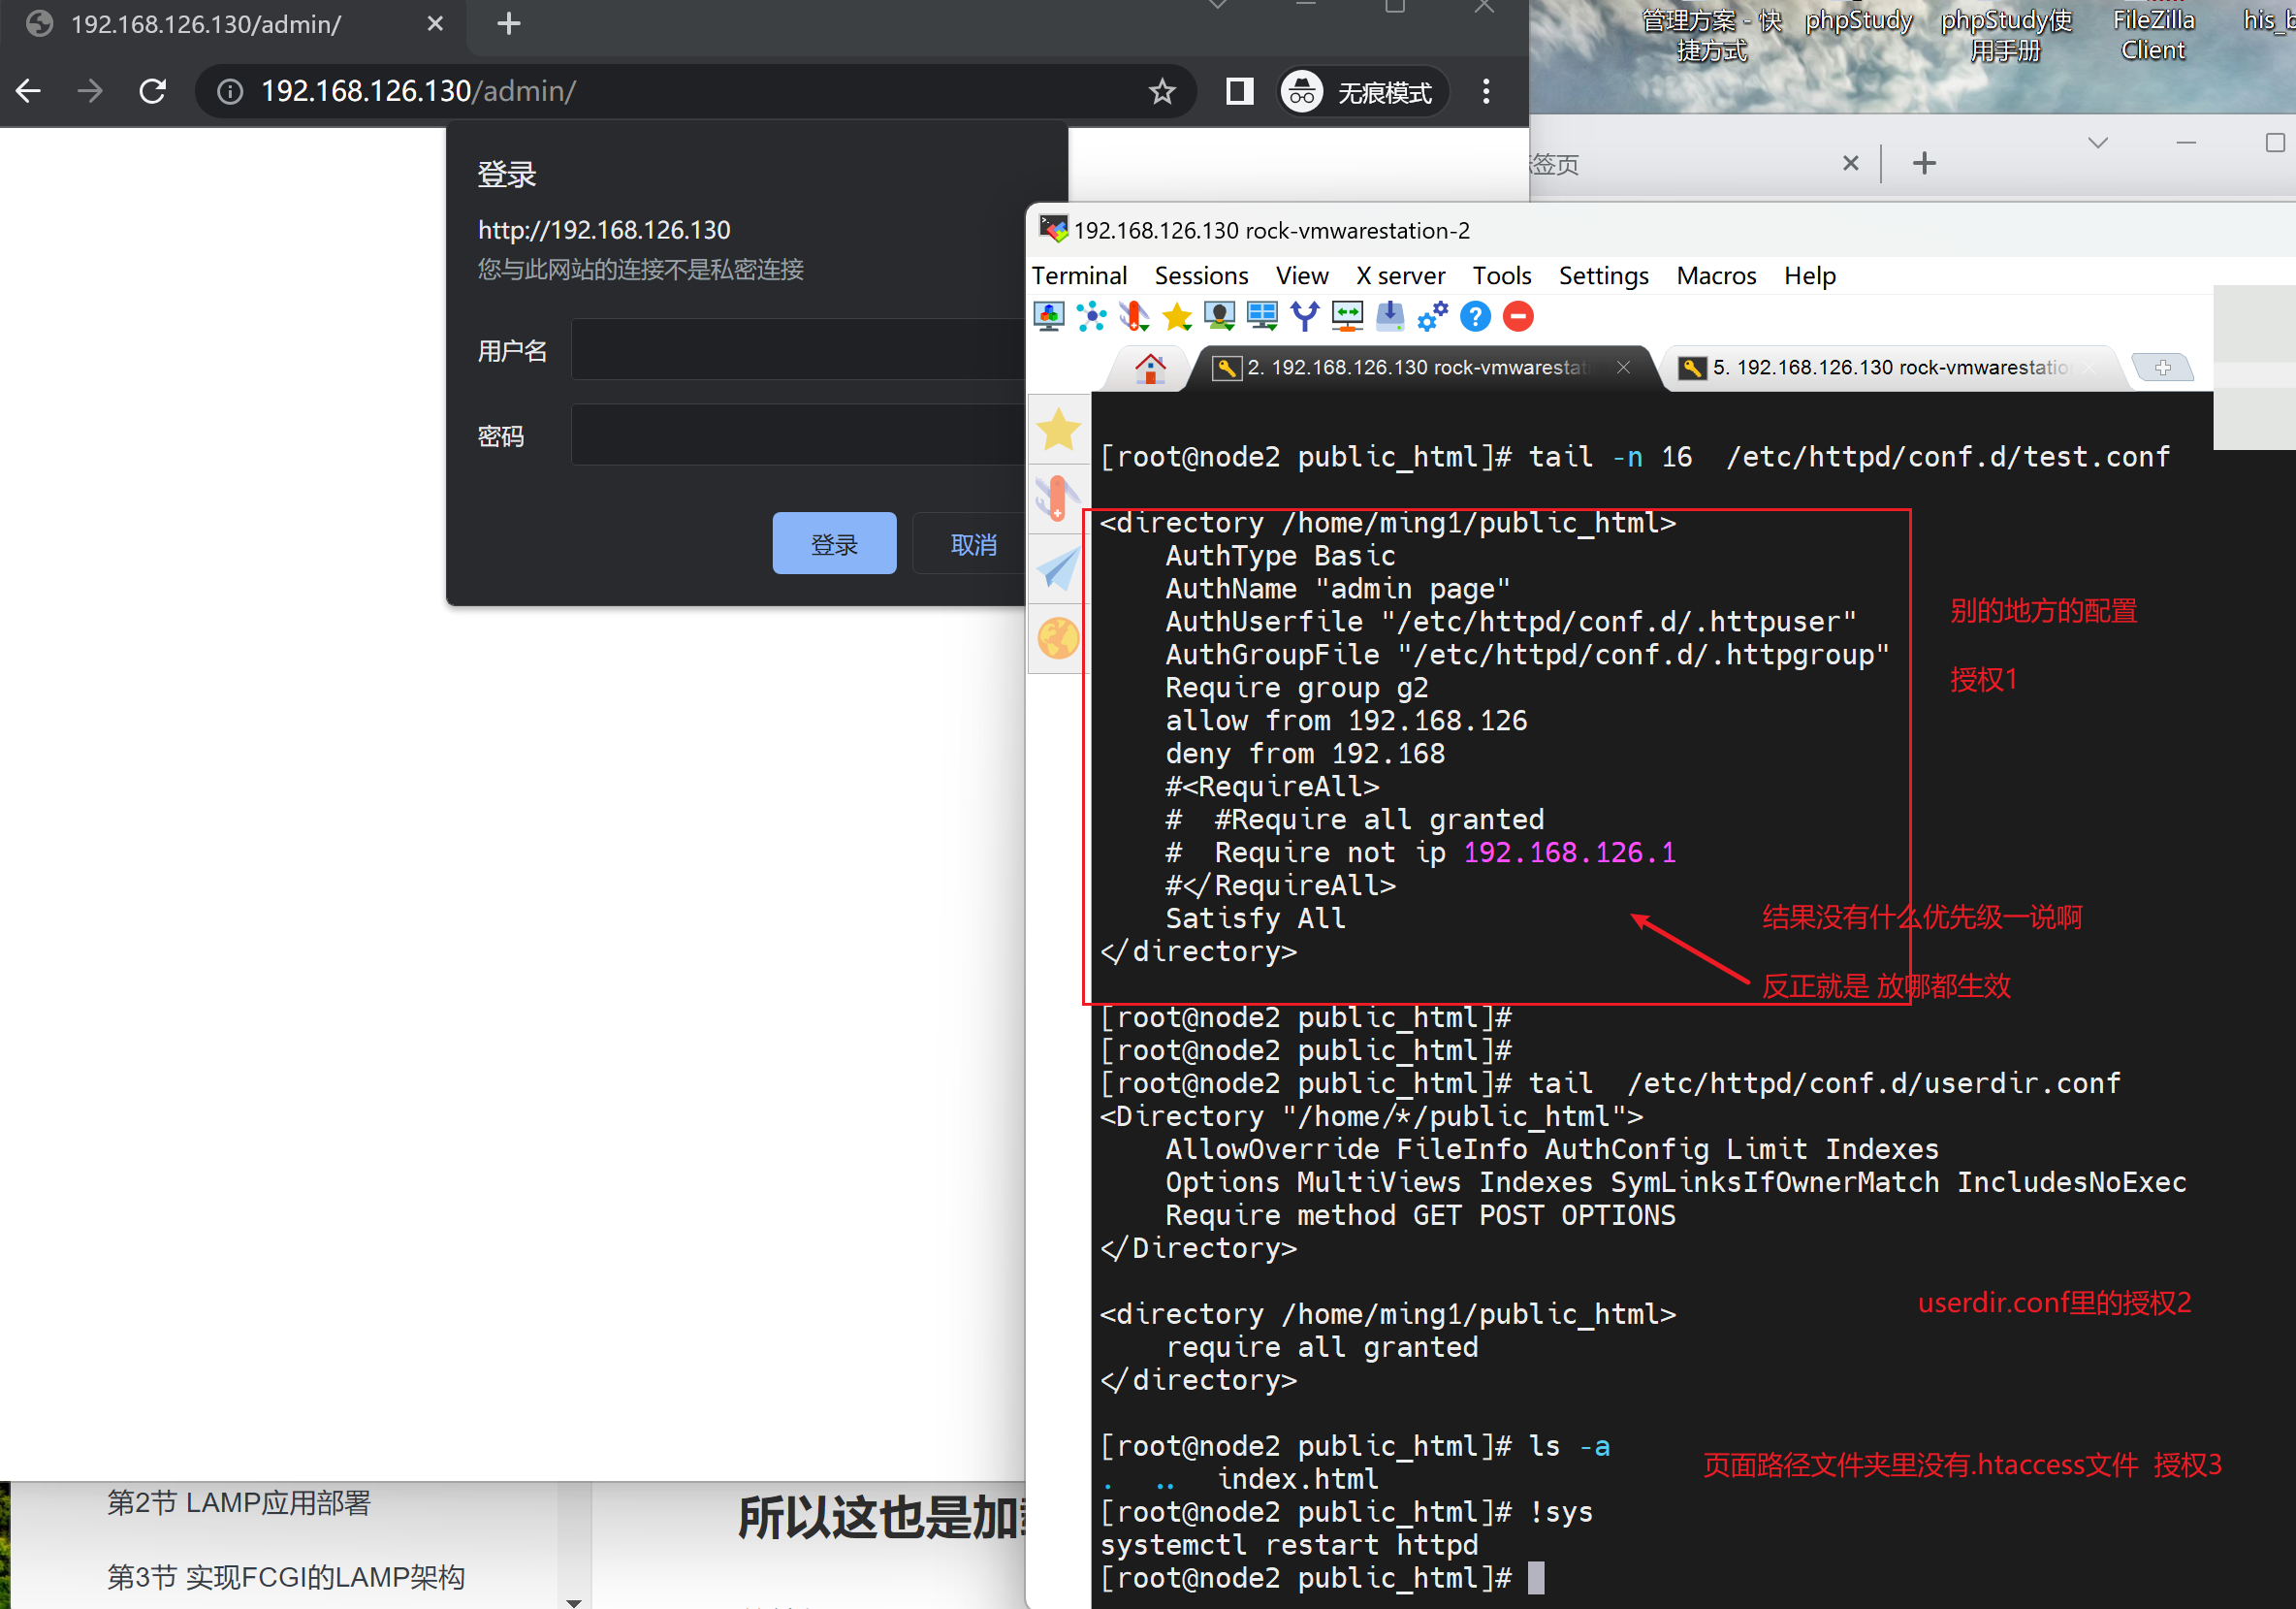 192.168.126.130/admin/
192.168.126.130/admin/
无痕模式
管理方案 - 快
捷方式
phpStudy
phpStudy使
用手册
FileZilla
Client
his_b
签页
登录
http://192.168.126.130
您与此网站的连接不是私密连接
用户名
密码
登录
取消
192.168.126.130 rock-vmwarestation-2
Terminal Sessions View X server Tools Settings Macros Help
2. 192.168.126.130 rock-vmwarestati
5. 192.168.126.130 rock-vmwarestatio
[root@node2 public_html]# tail -n 16  /etc/httpd/conf.d/test.conf
<directory /home/ming1/public_html>
    AuthType Basic
    AuthName "admin page"
    AuthUserfile "/etc/httpd/conf.d/.httpuser"
    AuthGroupFile "/etc/httpd/conf.d/.httpgroup"
    Require group g2
    allow from 192.168.126
    deny from 192.168
    #<RequireAll>
    #  #Require all granted
    #  Require not ip 192.168.126.1
    #</RequireAll>
    Satisfy All
</directory>
别的地方的配置
授权1
结果没有什么优先级一说啊
反正就是 放哪都生效
[root@node2 public_html]#
[root@node2 public_html]#
[root@node2 public_html]# tail  /etc/httpd/conf.d/userdir.conf
<Directory "/home/*/public_html">
    AllowOverride FileInfo AuthConfig Limit Indexes
    Options MultiViews Indexes SymLinksIfOwnerMatch IncludesNoExec
    Require method GET POST OPTIONS
</Directory>
<directory /home/ming1/public_html>
    require all granted
</directory>
userdir.conf里的授权2
[root@node2 public_html]# ls -a
.  ..  index.html
[root@node2 public_html]# !sys
systemctl restart httpd
[root@node2 public_html]#
页面路径文件夹里没有.htaccess文件 授权3
第2节 LAMP应用部署
第3节 实现FCGI的LAMP架构
所以这也是加